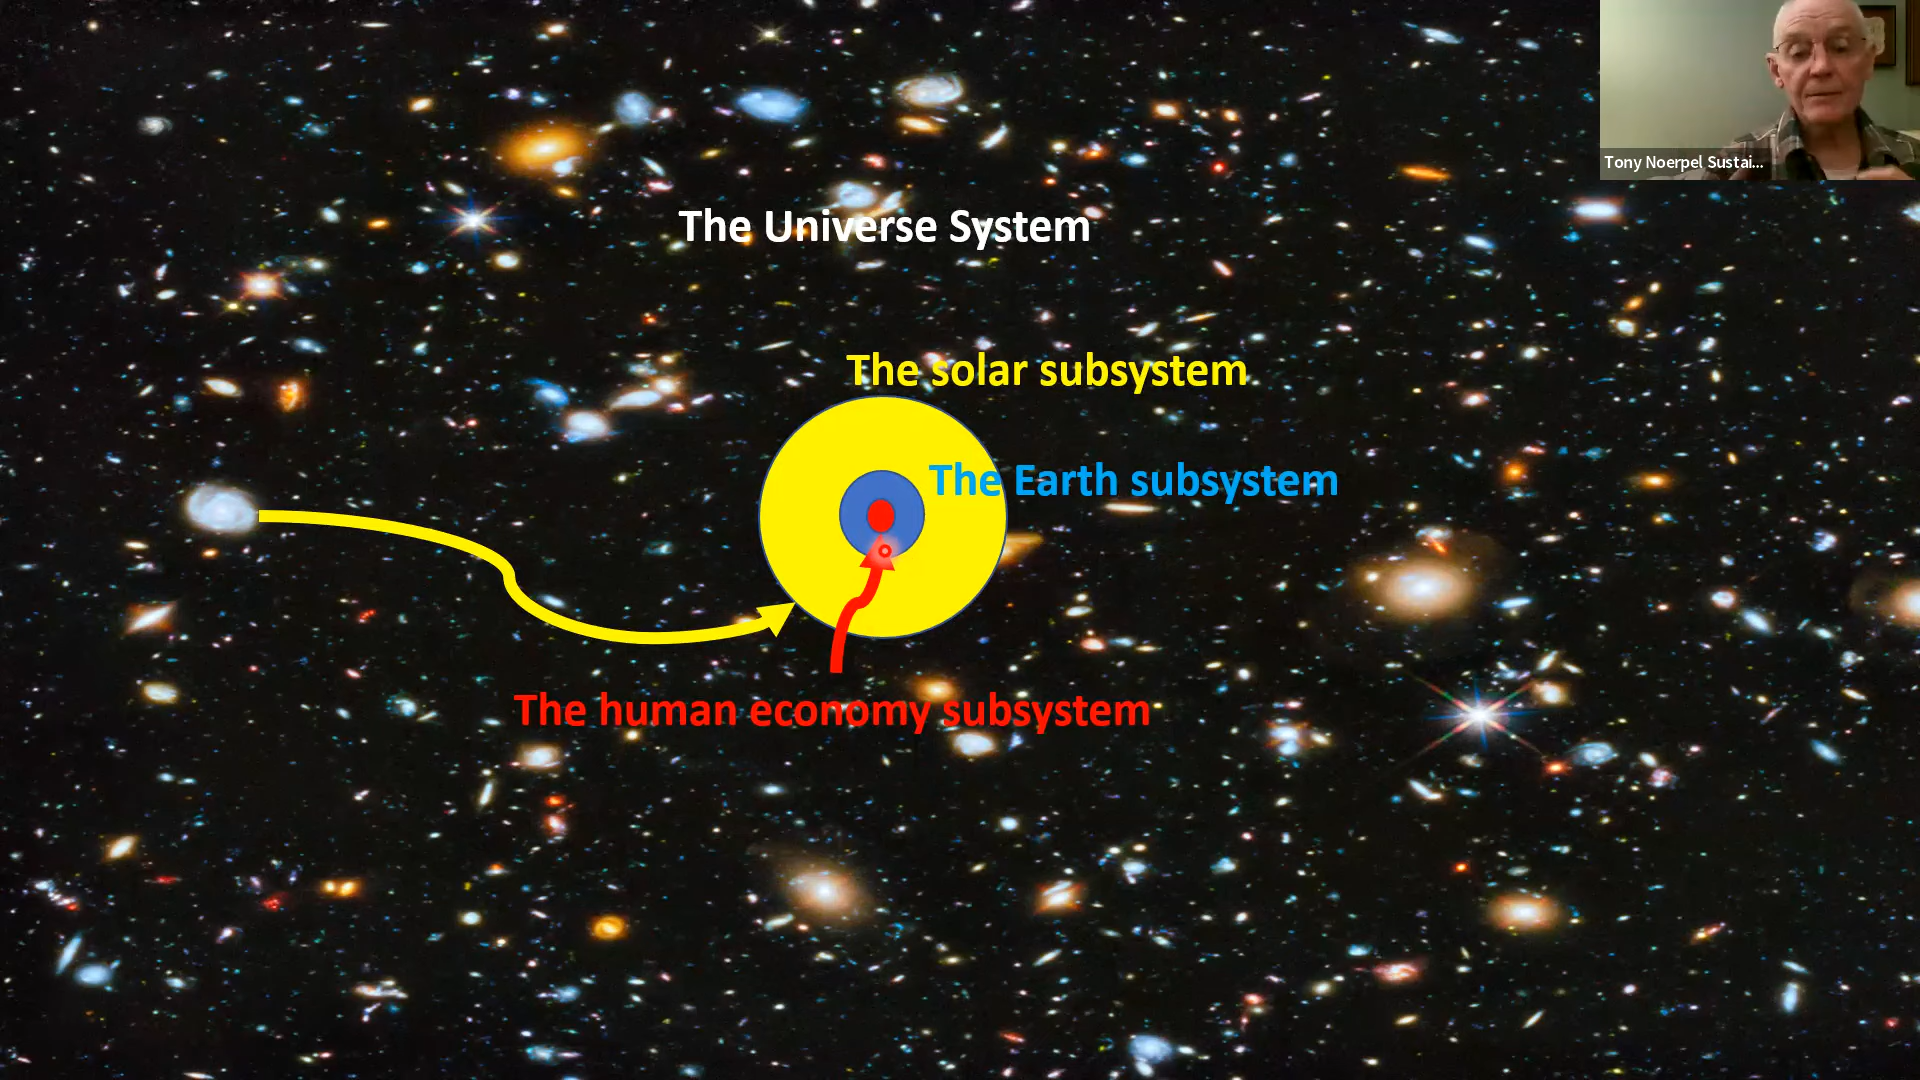 Tony Noerpel Sustai...
The Universe System
The solar subsystem
The Earth subsystem
The human economy subsystem